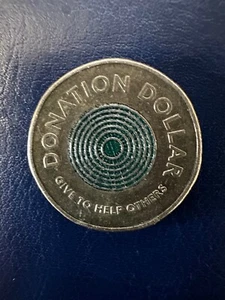 DONATION DOLLAR
GIVE TO HELP OTHERS